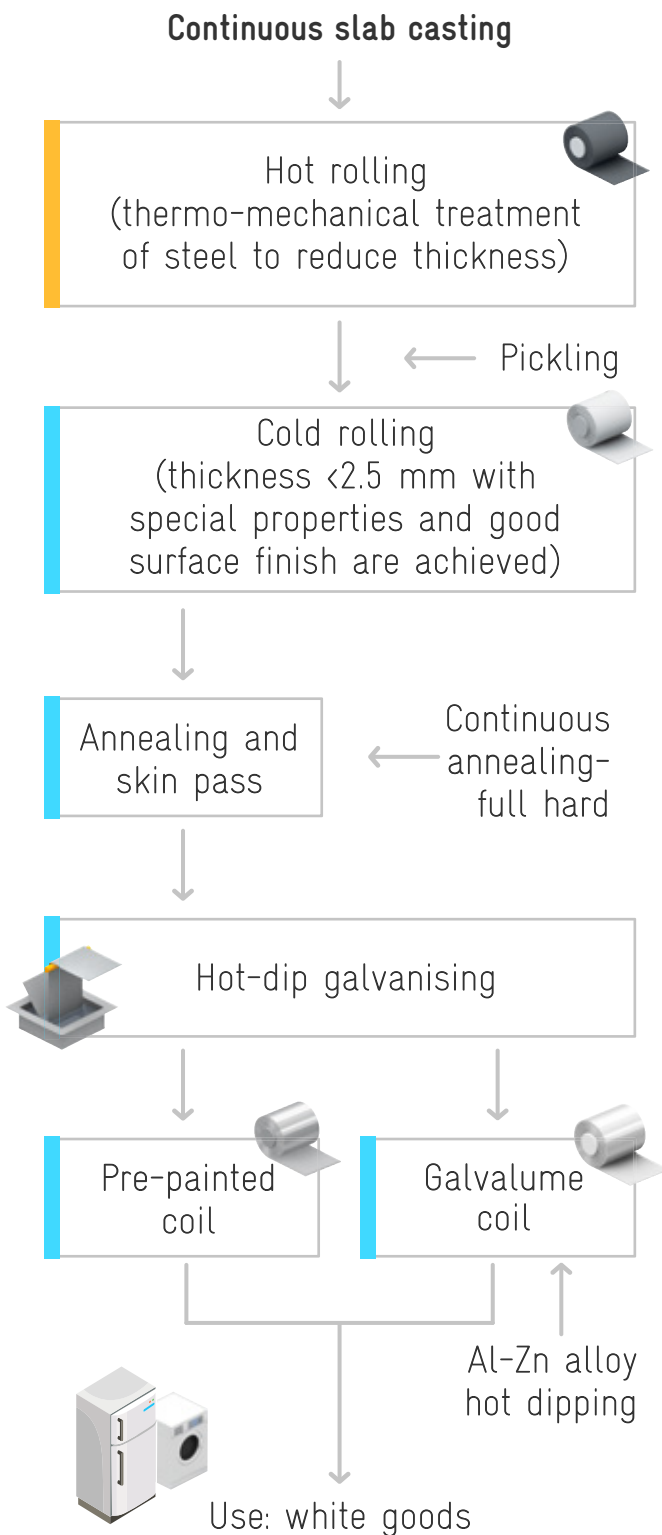 Continuous slab casting
Hot rolling
(thermo-mechanical treatment
of steel to reduce thickness)
Pickling
Cold rolling
(thickness <2.5 mm with
special properties and good
surface finish are achieved)
Annealing and
skin pass
Continuous
annealing-
full hard
Hot-dip galvanising
Pre-painted
coil
Galvalume
coil
Al-Zn alloy
hot dipping
Use: white goods